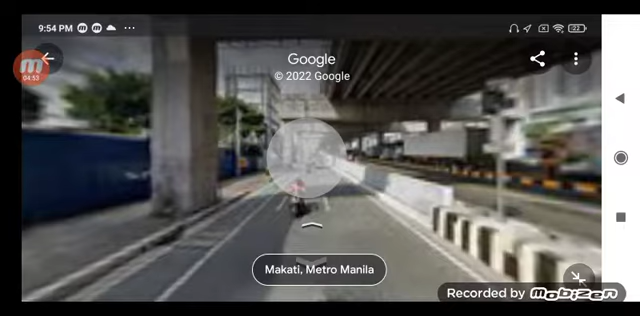 9:54 PM
Google
© 2022 Google
04:53
Makati, Metro Manila
Recorded by Mobizen